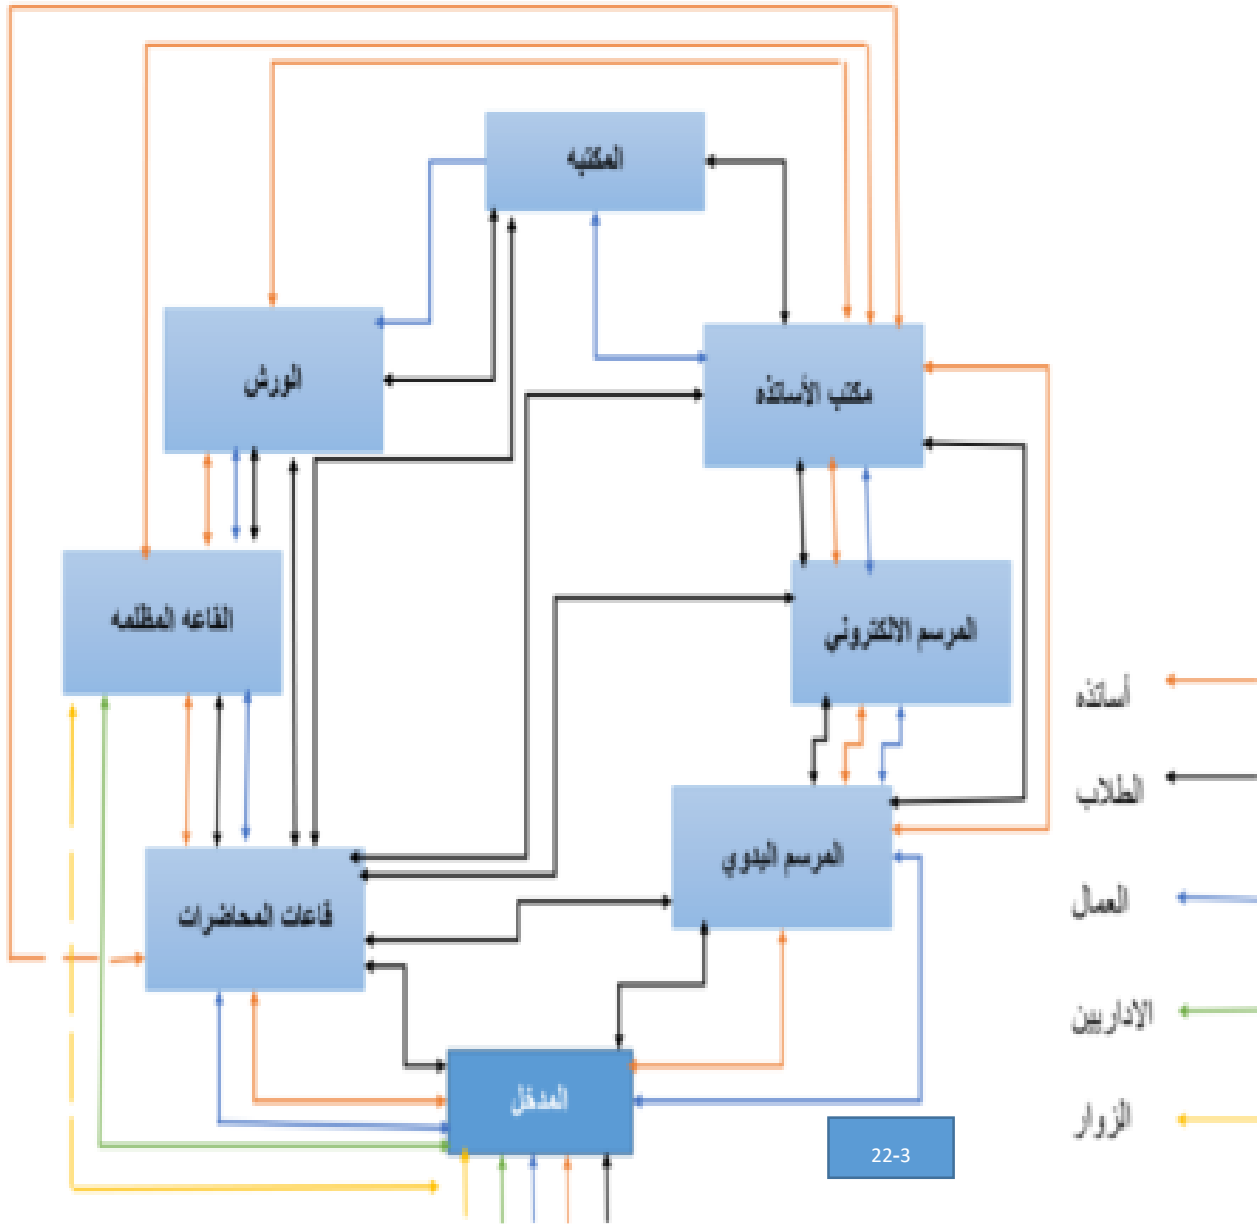 المكتبه
الورش
مكتب الأساتذه
القاعه المظلمه
المرسم الالكتروني
أساتذه
الطلاب
المرسم اليدوي
قاعات المحاضرات
العمال
الاداريين
المدخل
الزوار
22-3